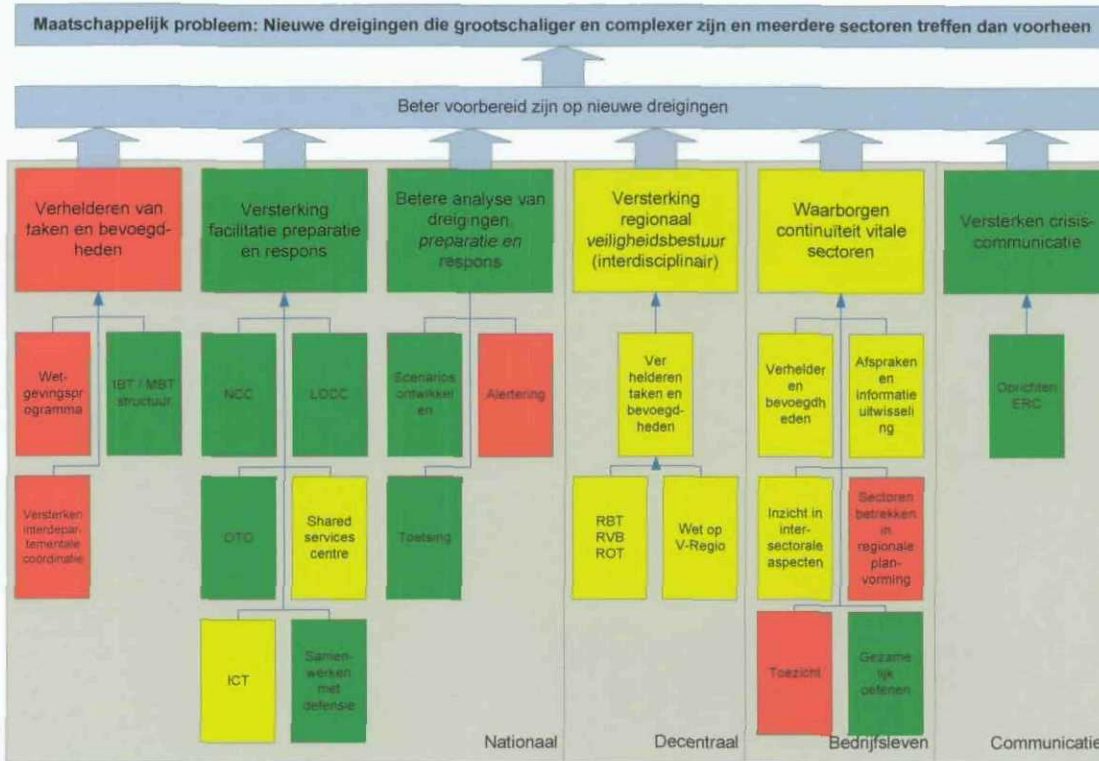 Maatschappelijk probleem: Nieuwe dreigingen die grootschaliger en complexer zijn en meerdere sectoren treffen dan voorheen
Beter voorbereid zijn op nieuwe dreigingen
Verhelderen van
taken en bevoegd-
heden
Versterking
facilitatie preparatie
en respons
Betere analyse van
dreigingen,
preparatie en
respons
Versterking
regionaal
veiligheidsbestuur
(interdisciplinair)
Waarborgen
continuïteit vitale
sectoren
Versterken crisis-
communicatie
Wet-
gevingspr
ogramma
IBT / MBT
structuur
NCC
LOCC
Scenarios
ontwikkel
en
Alertering
Ver
helderen
taken en
bevoegd-
heden
Verhelder
en
bevoegdh
eden
Afspraken
en
informatie
uitwisseli
ng
Oprichten
ERC
Versterken
interdepar-
tementale
coördinatie
OTO
Shared
services
centre
Toetsing
RBT
RVB
ROT
Wet op
V-Regio
Inzicht in
inter-
sectorale
aspecten
Sectoren
betrekken
in
regionale
plan-
vorming
ICT
Samen-
werken
met
defensie
Toezicht
Gezame
lijk
oefenen
Nationaal
Decentraal
Bedrijfsleven
Communicatie